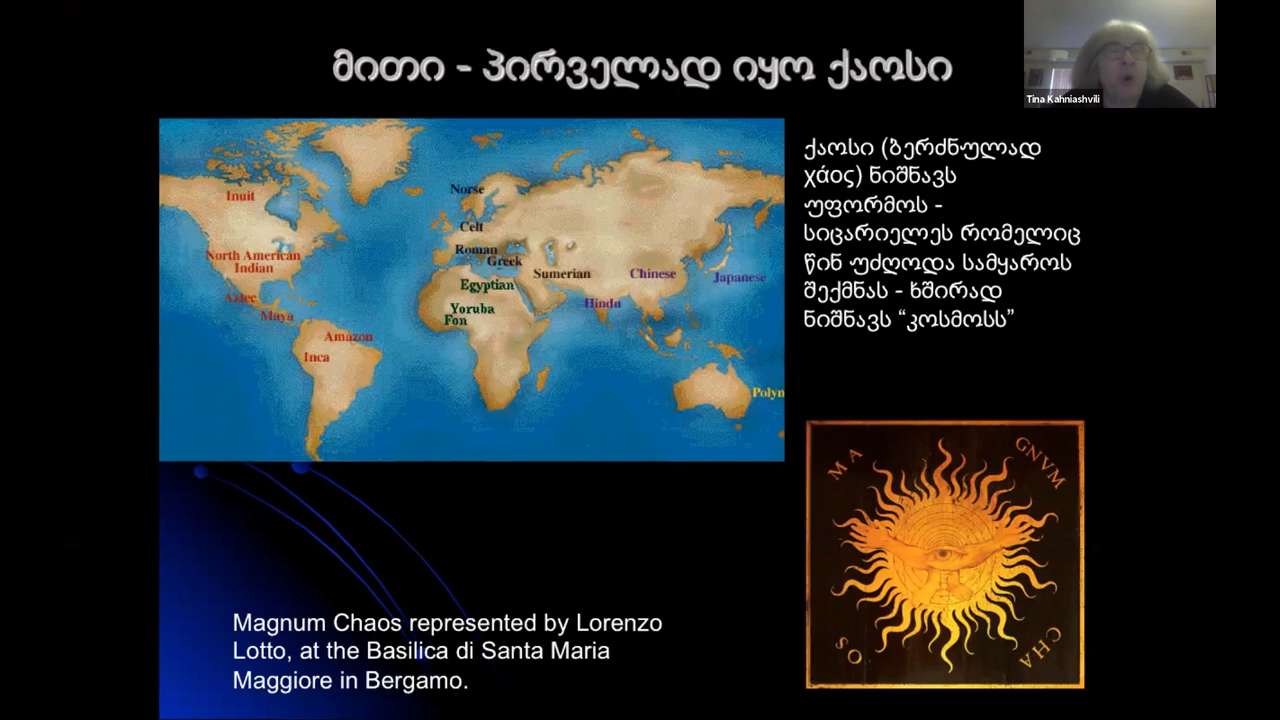 მითი - პირველად იყო ქაოსი
Tina Kahniashvili
Inuit
North American
Indian
Aztec
Maya
Amazon
Inca
Norse
Celt
Roman
Greek
Egyptian
Yoruba
Fon
Sumerian
Hindu
Chinese
Japanese
Polyn
ქაოსი (ბერძნულად
χάος) ნიშნავს
უფორმოს -
სიცარიელეს რომელიც
წინ უძღოდა სამყაროს
შექმნას - ხშირად
ნიშნავს “კოსმოსს”
MA GNVM
OS CHA
Magnum Chaos represented by Lorenzo
Lotto, at the Basilica di Santa Maria
Maggiore in Bergamo.